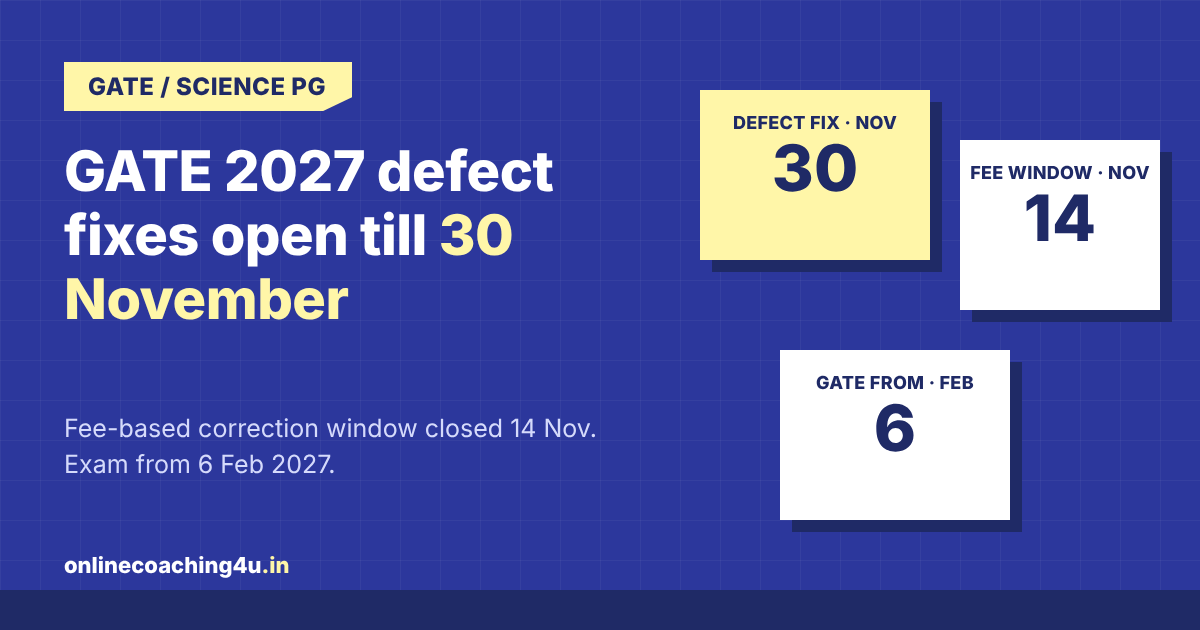 GATE / SCIENCE PG
GATE 2027 defect
fixes open till 30
November
Fee-based correction window closed 14 Nov.
Exam from 6 Feb 2027.
onlinecoaching4u.in
DEFECT FIX · NOV
30
FEE WINDOW · NOV
14
GATE FROM · FEB
6